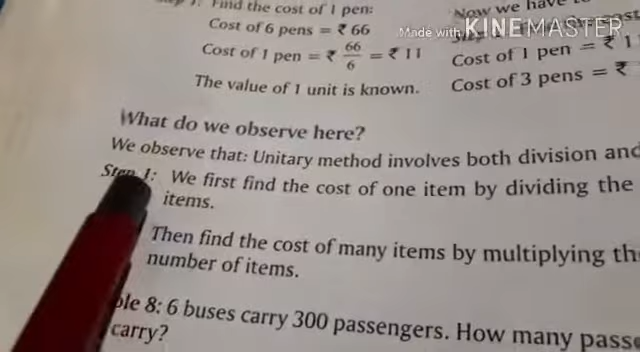 Find the cost of 1 pen:
Cost of 6 pens = ₹ 66
Cost of 1 pen = ₹ 66/6 = ₹ 11
The value of 1 unit is known.
Now we have
Made with KINEMASTER
Cost of 1 pen = ₹ 1
Cost of 3 pens = ₹
What do we observe here?
We observe that: Unitary method involves both division and
Step 1: We first find the cost of one item by dividing the
items.
Then find the cost of many items by multiplying
number of items.
8: 6 buses carry 300 passengers. How many
carry?